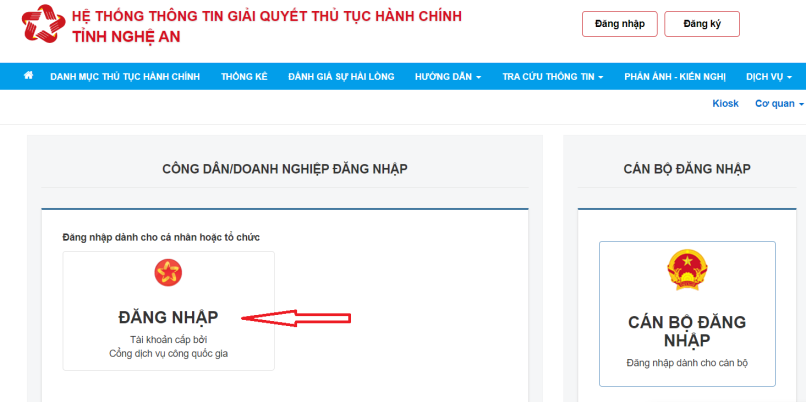 HỆ THỐNG THÔNG TIN GIẢI QUYẾT THỦ TỤC HÀNH CHÍNH
TỈNH NGHỆ AN
Đăng nhập Đăng ký
DANH MỤC THỦ TỤC HÀNH CHÍNH THỐNG KÊ ĐÁNH GIÁ SỰ HÀI LÒNG HƯỚNG DẪN TRA CỨU THÔNG TIN PHẢN ÁNH - KIẾN NGHỊ DỊCH VỤ
Kiosk Cơ quan
CÔNG DÂN/DOANH NGHIỆP ĐĂNG NHẬP
Đăng nhập dành cho cá nhân hoặc tổ chức
ĐĂNG NHẬP
Tài khoản cấp bởi
Cổng dịch vụ công quốc gia
CÁN BỘ ĐĂNG NHẬP
CÁN BỘ ĐĂNG
NHẬP
Đăng nhập dành cho cán bộ